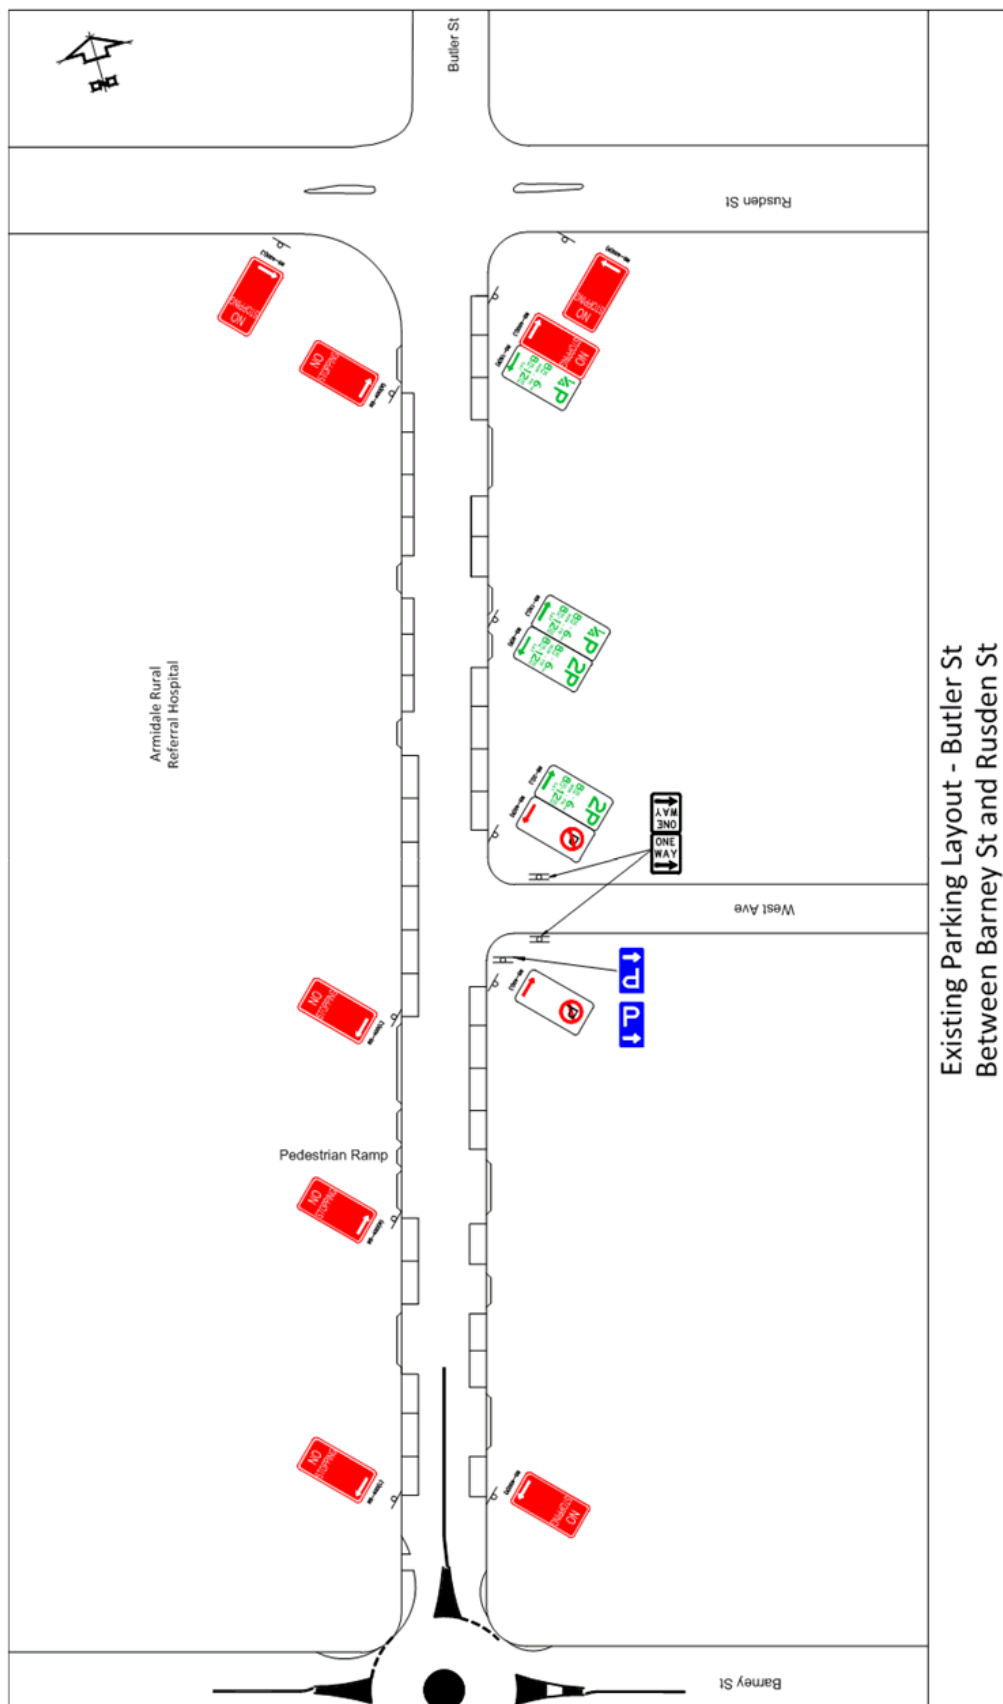 Butler St
Rusden St
NO
STOPPING
NO
STOPPING
NO
STOPPING
NO
STOPPING
¼P
Armidale Rural
Referral Hospital
¼P
2P
2P
ONE
WAY
ONE
WAY
West Ave
P
P
NO
STOPPING
Pedestrian Ramp
NO
STOPPING
NO
STOPPING
NO
STOPPING
Barney St
Existing Parking Layout - Butler St
Between Barney St and Rusden St